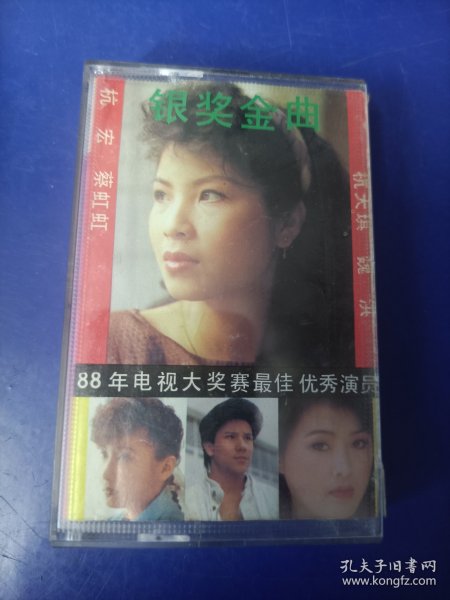 银奖金曲
杭宏 蔡虹虹
杭天琪 魏洪
88年电视大奖赛最佳优秀演员
孔夫子旧书网
www.kongfz.com